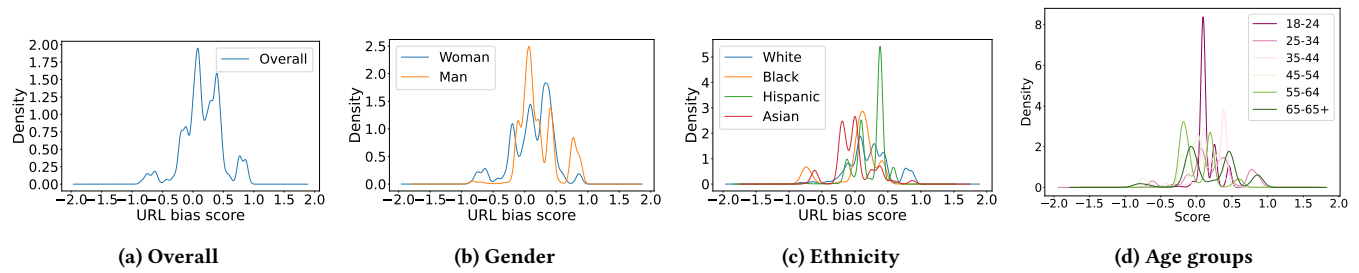 2.00
1.75
1.50
1.25
1.00
0.75
0.50
0.25
0.00
Density
Overall
−2.0 −1.5 −1.0 −0.5 0.0 0.5 1.0 1.5 2.0
URL bias score
(a) Overall
2.5
2.0
1.5
1.0
0.5
0.0
Density
Woman
Man
−2.0 −1.5 −1.0 −0.5 0.0 0.5 1.0 1.5 2.0
URL bias score
(b) Gender
5
4
3
2
1
0
Density
White
Black
Hispanic
Asian
−2.0 −1.5 −1.0 −0.5 0.0 0.5 1.0 1.5 2.0
URL bias score
(c) Ethnicity
8
6
4
2
0
Density
18-24
25-34
35-44
45-54
55-64
65-65+
−2.0 −1.5 −1.0 −0.5 0.0 0.5 1.0 1.5 2.0
Score
(d) Age groups